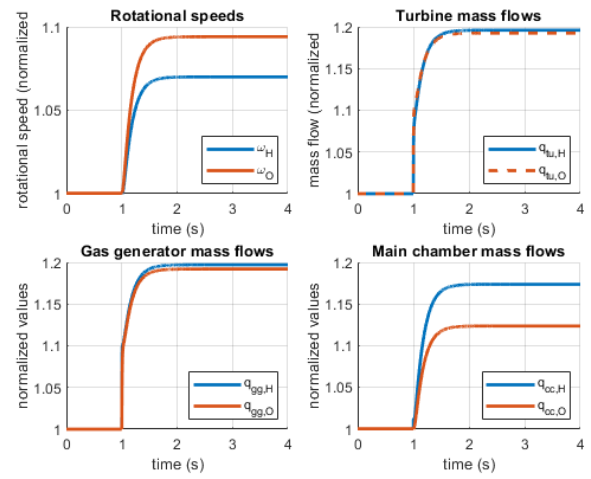 Rotational speeds
rotational speed (normalized
1.1
1.05
1
0 1 2 3 4
time (s)
ω_H
ω_O
Turbine mass flows
mass flow (normalized
1.2
1.15
1.1
1.05
1
0 1 2 3 4
time (s)
q_tu,H
q_tu,O
Gas generator mass flows
normalized values
1.2
1.15
1.1
1.05
1
0 1 2 3 4
time (s)
q_gg,H
q_gg,O
Main chamber mass flows
normalized values
1.2
1.15
1.1
1.05
1
0 1 2 3 4
time (s)
q_cc,H
q_cc,O